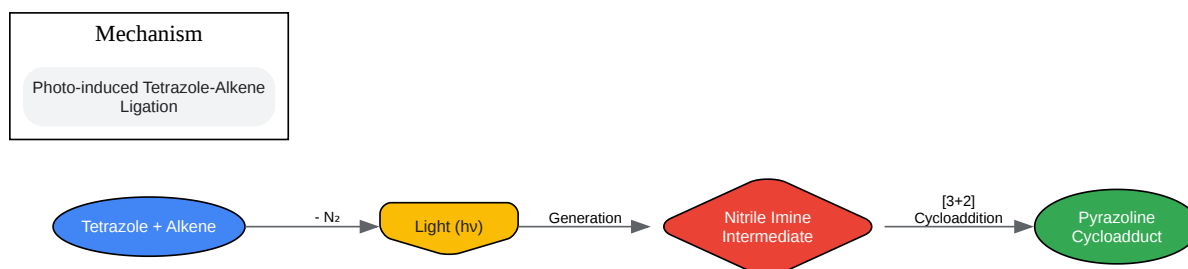 Mechanism
Photo-induced Tetrazole-Alkene
Ligation
Tetrazole + Alkene
- N₂
Light (hν)
Generation
Nitrile Imine
Intermediate
[3+2]
Cycloaddition
Pyrazoline
Cycloadduct